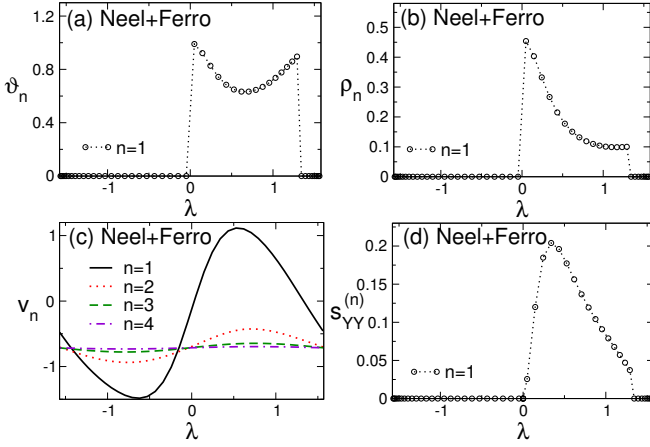 (a) Neel+Ferro
1.2
0.8
0.4
0
ϑn
n=1
-1 0 1
λ
(b) Neel+Ferro
0.5
0.4
0.3
0.2
0.1
0
ρn
n=1
-1 0 1
λ
(c) Neel+Ferro
1
0
-1
vn
n=1
n=2
n=3
n=4
-1 0 1
λ
(d) Neel+Ferro
0.2
0.15
0.1
0.05
0
sYY(n)
n=1
-1 0 1
λ